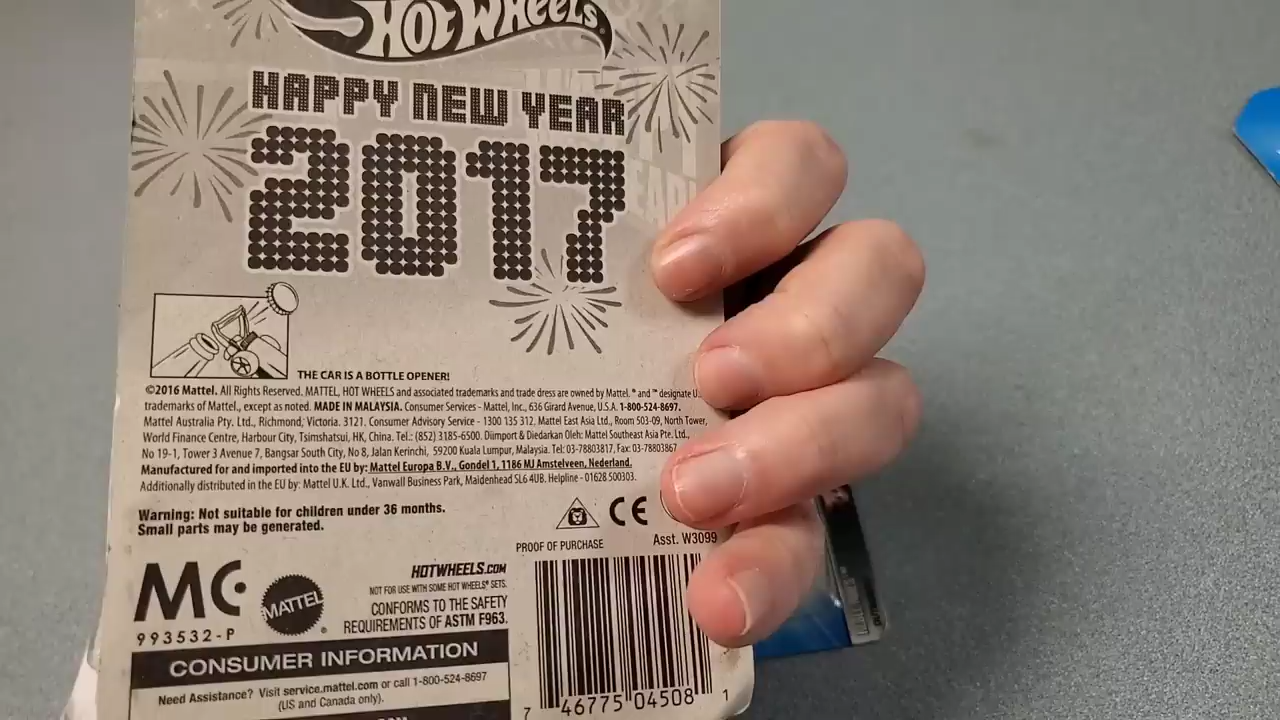 HOT WHEELS
HAPPY NEW YEAR
2017
THE CAR IS A BOTTLE OPENER!
©2016 Mattel. All Rights Reserved. MATTEL, HOT WHEELS and associated trademarks and trade dress are owned by Mattel. ® and ™ designate U.
trademarks of Mattel., except as noted. MADE IN MALAYSIA. Consumer Services - Mattel, Inc., 636 Girard Avenue, U.S.A. 1-800-524-8697.
Mattel Australia Pty. Ltd., Richmond, Victoria. 3121. Consumer Advisory Service - 1300 135 312. Mattel East Asia Ltd., Room 503-09, North Tower,
World Finance Centre, Harbour City, Tsimshatsui, HK, China. Tel.: (852) 3185-6500. Diimport & Diedarkan Oleh: Mattel Southeast Asia Pte. Ltd.,
No 19-1, Tower 3 Avenue 7, Bangsar South City, No 8, Jalan Kerinchi, 59200 Kuala Lumpur, Malaysia. Tel: 03-78803817, Fax: 03-78803867
Manufactured for and imported into the EU by: Mattel Europa B.V., Gondel 1, 1186 MJ Amstelveen, Nederland.
Additionally distributed in the EU by: Mattel U.K. Ltd., Vanwall Business Park, Maidenhead SL6 4UB. Helpline - 01628 500303.
Warning: Not suitable for children under 36 months.
Small parts may be generated.
CE
PROOF OF PURCHASE Asst. W3099
MC
993532-P
MATTEL®
HOTWHEELS.COM
NOT FOR USE WITH SOME HOT WHEELS® SETS.
CONFORMS TO THE SAFETY
REQUIREMENTS OF ASTM F963.
CONSUMER INFORMATION
Need Assistance? Visit service.mattel.com or call 1-800-524-8697
(US and Canada only).
7 46775 04508 1